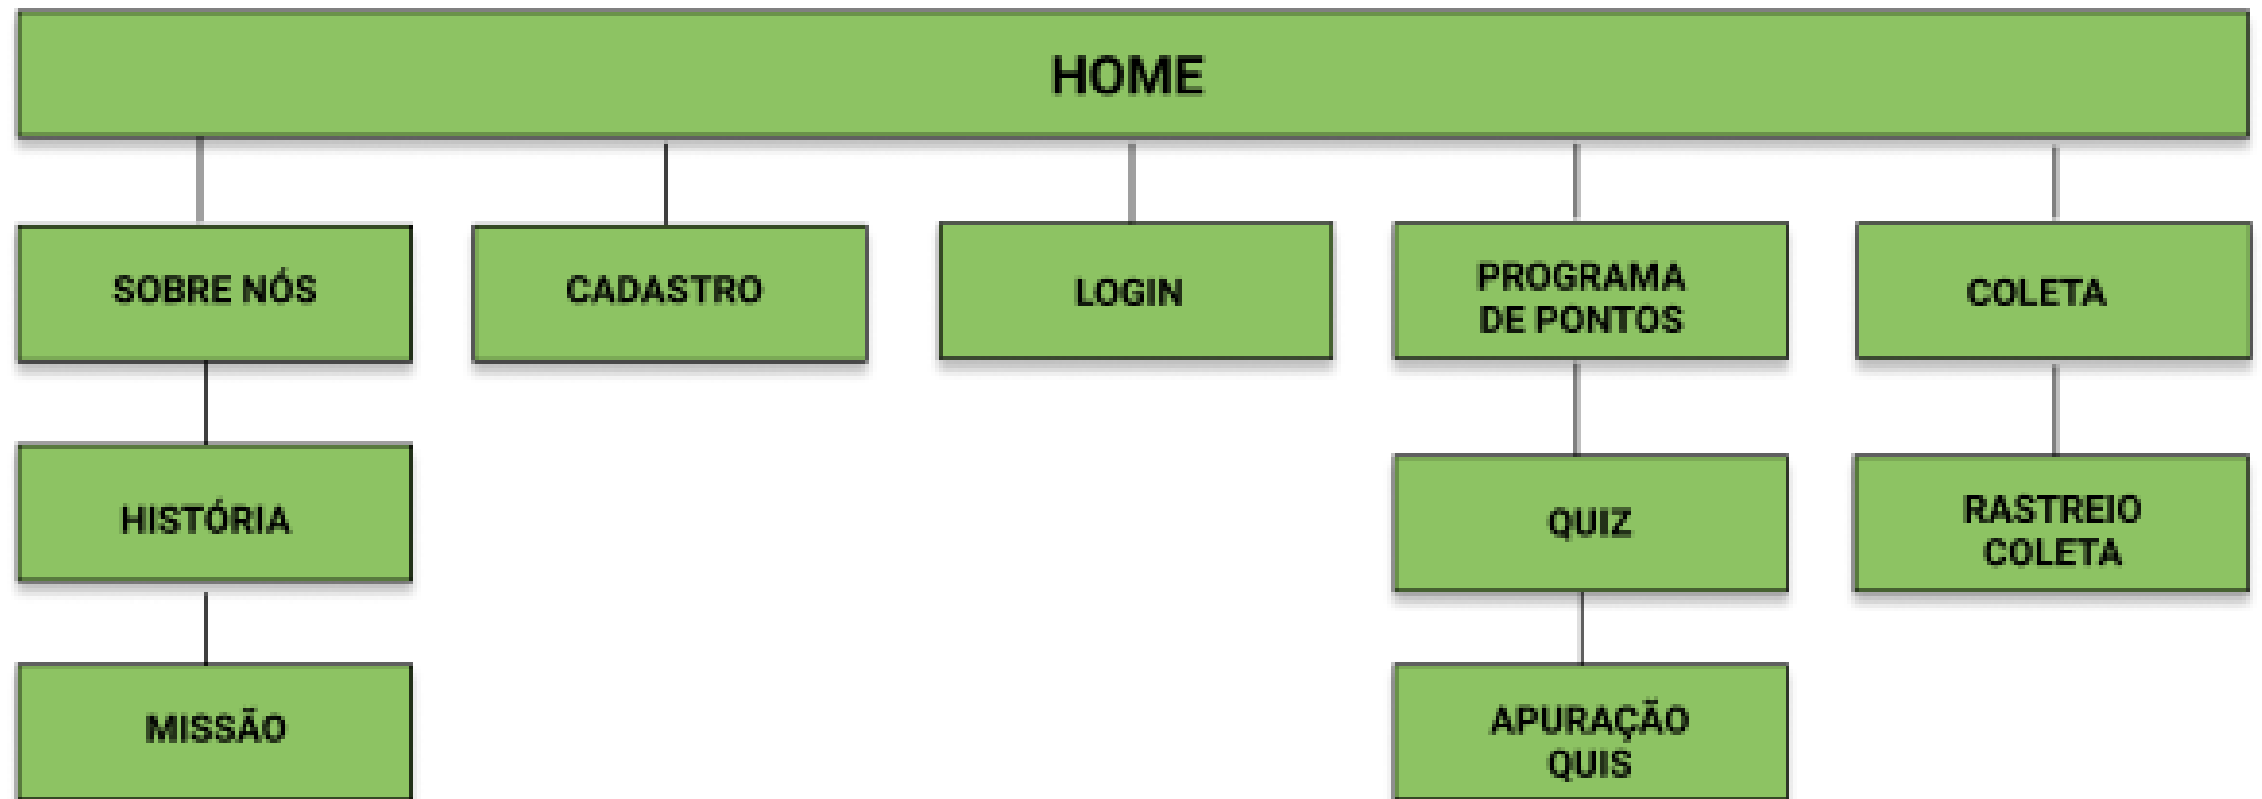 HOME
SOBRE NÓS
CADASTRO
LOGIN
PROGRAMA
DE PONTOS
COLETA
HISTÓRIA
QUIZ
RASTREIO
COLETA
MISSÃO
APURAÇÃO
QUIS